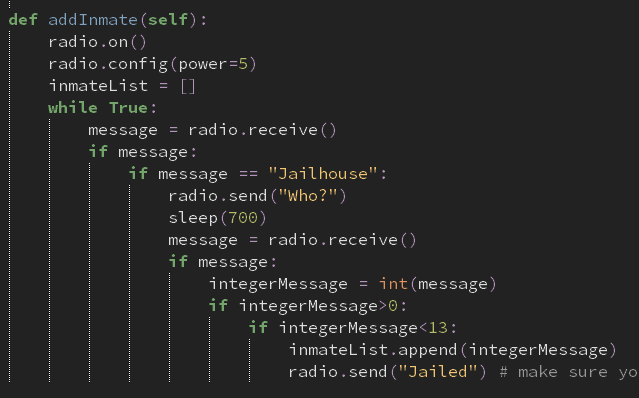 def addInmate(self):
    radio.on()
    radio.config(power=5)
    inmateList = []
    while True:
        message = radio.receive()
        if message:
            if message == "Jailhouse":
                radio.send("Who?")
                sleep(700)
                message = radio.receive()
                if message:
                    integerMessage = int(message)
                    if integerMessage>0:
                        if integerMessage<13:
                            inmateList.append(integerMessage)
                            radio.send("Jailed") # make sure yo